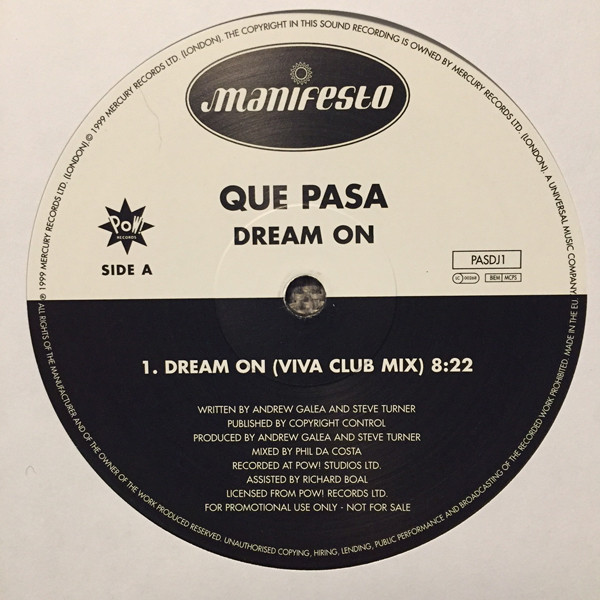 ℗ 1999 MERCURY RECORDS LTD. (LONDON). © 1999 MERCURY RECORDS LTD. (LONDON). THE COPYRIGHT IN THIS SOUND RECORDING IS OWNED BY MERCURY RECORDS LTD. (LONDON). A UNIVERSAL MUSIC COMPANY.
manifesto
QUE PASA
DREAM ON
POW!
RECORDS
SIDE A
PASDJ1
LC 00268
BIEM MCPS
1. DREAM ON (VIVA CLUB MIX) 8:22
WRITTEN BY ANDREW GALEA AND STEVE TURNER
PUBLISHED BY COPYRIGHT CONTROL
PRODUCED BY ANDREW GALEA AND STEVE TURNER
MIXED BY PHIL DA COSTA
RECORDED AT POW! STUDIOS LTD.
ASSISTED BY RICHARD BOAL
LICENSED FROM POW! RECORDS LTD.
FOR PROMOTIONAL USE ONLY - NOT FOR SALE
ALL RIGHTS OF THE MANUFACTURER AND OF THE OWNER OF THE WORK PRODUCED RESERVED. UNAUTHORISED COPYING, HIRING, LENDING, PUBLIC PERFORMANCE AND BROADCASTING OF THE RECORDED WORK PROHIBITED. MADE IN THE EU.